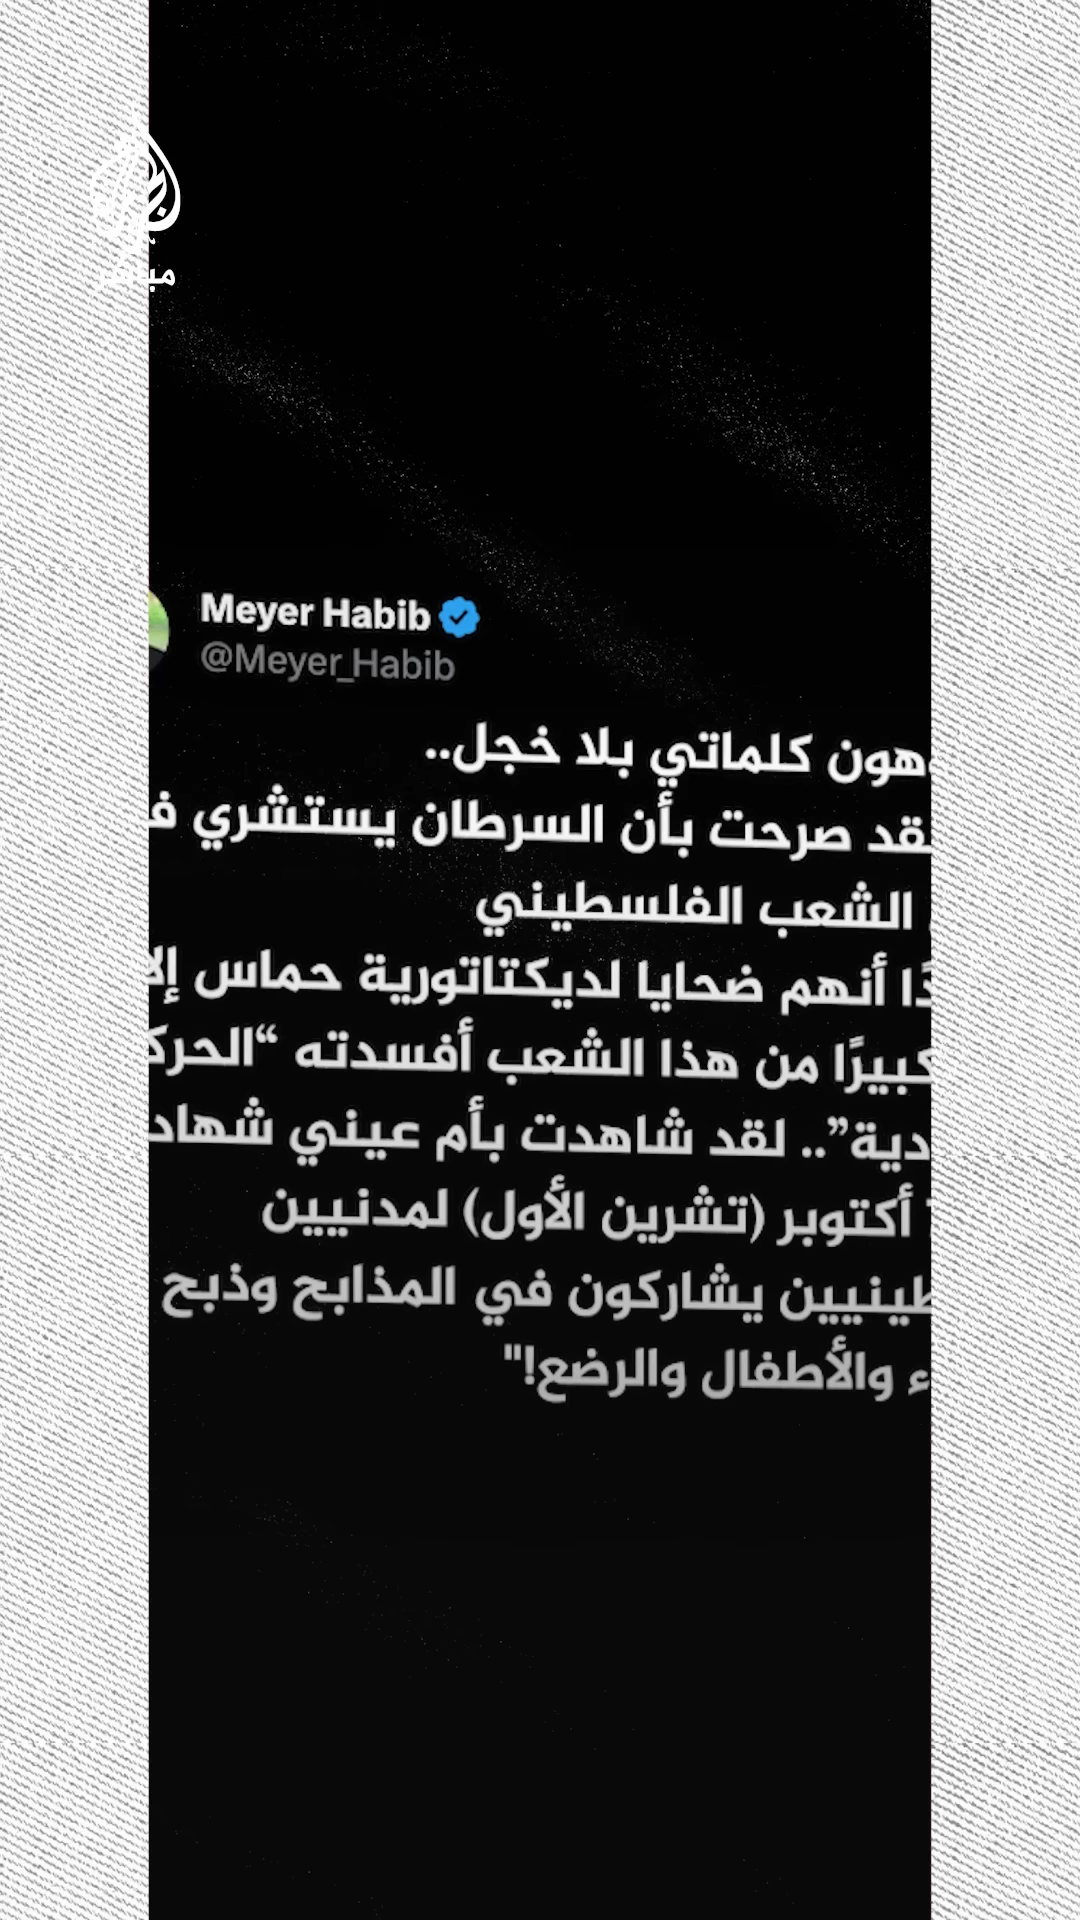 مباشر
Meyer Habib
@Meyer_Habib
كلماتي بلا خجل..
صرحت بأن السرطان يستشري
الشعب الفلسطيني
أنهم ضحايا لديكتاتورية حماس
من هذا الشعب أفسدته “
”.. لقد شاهدت بأم عيني
أكتوبر (تشرين الأول) لمدنيين
يشاركون في المذابح وذبح
والأطفال والرضع!"